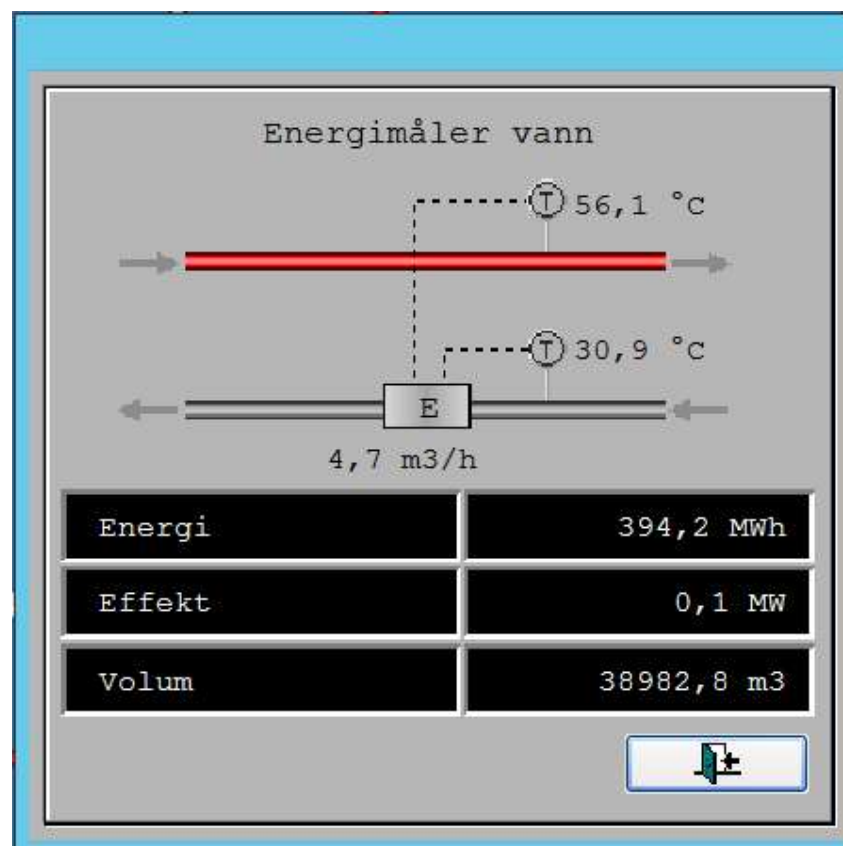 Energimåler vann
T 56,1 °C
T 30,9 °C
E
4,7 m3/h
Energi 394,2 MWh
Effekt 0,1 MW
Volum 38982,8 m3